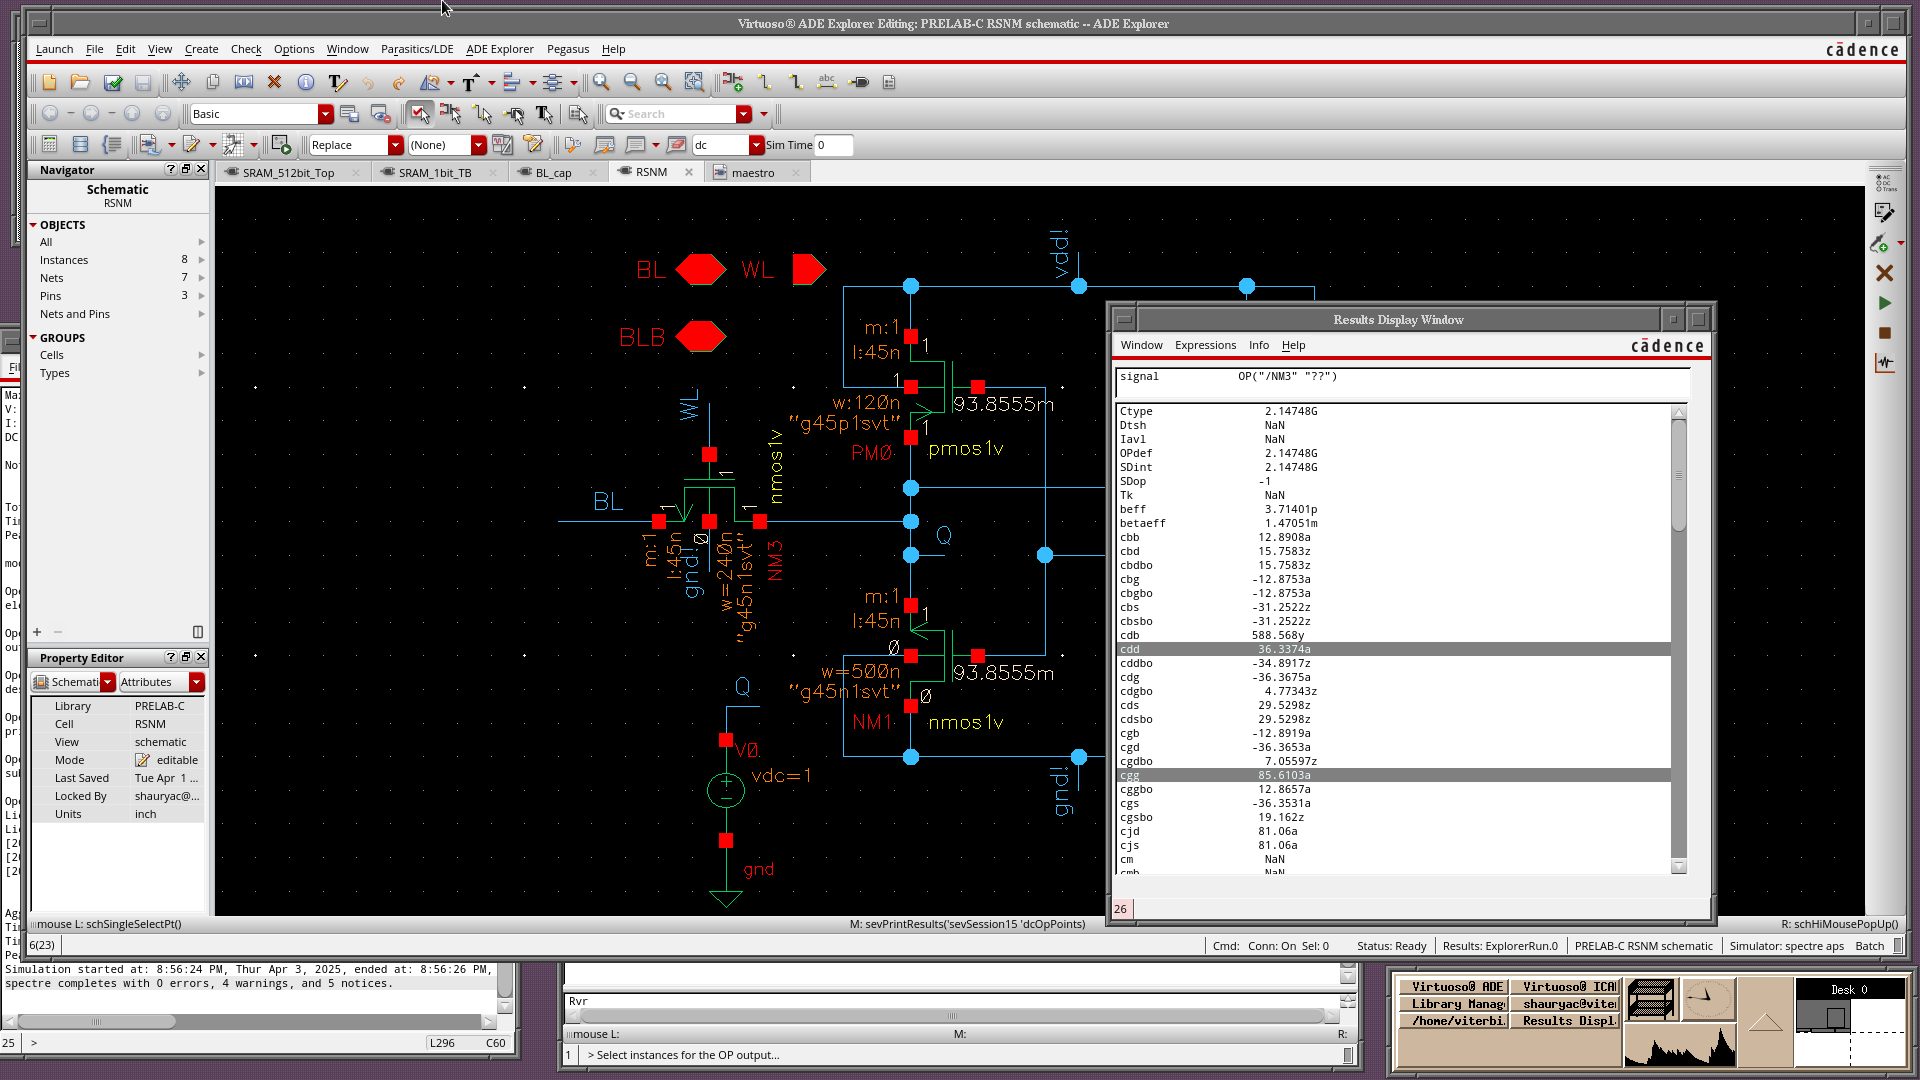 Virtuoso® ADE Explorer Editing: PRELAB-C RSNM schematic -- ADE Explorer
Launch File Edit View Create Check Options Window Parasitics/LDE ADE Explorer Pegasus Help
cādence
Basic
Search
Replace
(None)
dc
Sim Time 0
Navigator
SRAM_512bit_Top
SRAM_1bit_TB
BL_cap
RSNM
maestro
Schematic
RSNM
OBJECTS
All
Instances 8
Nets 7
Pins 3
Nets and Pins
GROUPS
Cells
Types
Property Editor
Schemati
Attributes
Library PRELAB-C
Cell RSNM
View schematic
Mode editable
Last Saved Tue Apr 1 ...
Locked By shauryac@...
Units inch
BL
WL
BLB
vdd!
m:1
l:45n
1
1
w:120n
"g45p1svt"
1
PM0
pmos1v
93.8555m
WL
nmos1v
BL
1
1
1
0
m:1
l:45n
gnd!
w=240n
"g45n1svt"
NM3
Q
m:1
l:45n
1
0
w=500n
"g45n1svt"
0
NM1
nmos1v
93.8555m
Q
V0
vdc=1
gnd
gnd!
Results Display Window
Window Expressions Info Help
cādence
signal OP("/NM3" "??")
Ctype 2.14748G
Dtsh NaN
Iavl NaN
OPdef 2.14748G
SDint 2.14748G
SDop -1
Tk NaN
beff 3.71401p
betaeff 1.47051m
cbb 12.8908a
cbd 15.7583z
cbdbo 15.7583z
cbg -12.8753a
cbgbo -12.8753a
cbs -31.2522z
cbsbo -31.2522z
cdb 588.568y
cdd 36.3374a
cddbo -34.8917z
cdg -36.3675a
cdgbo 4.77343z
cds 29.5298z
cdsbo 29.5298z
cgb -12.8919a
cgd -36.3653a
cgdbo 7.05597z
cgg 85.6103a
cggbo 12.8657a
cgs -36.3531a
cgsbo 19.162z
cjd 81.06a
cjs 81.06a
cm NaN
cmb NaN
26
mouse L: schSingleSelectPt()
M: sevPrintResults('sevSession15 'dcOpPoints)
R: schHiMousePopUp()
6(23)
Cmd: Conn: On Sel: 0
Status: Ready
Results: ExplorerRun.0
PRELAB-C RSNM schematic
Simulator: spectre aps
Batch
Simulation started at: 8:56:24 PM, Thur Apr 3, 2025, ended at: 8:56:26 PM,
spectre completes with 0 errors, 4 warnings, and 5 notices.
25 >
L296 C60
Rvr
mouse L:
M:
R:
1 > Select instances for the OP output...
Virtuoso® ADE
Virtuoso® ICA
Library Manag
shauryac@vite
/home/viterbi
Results Displ
Desk 0